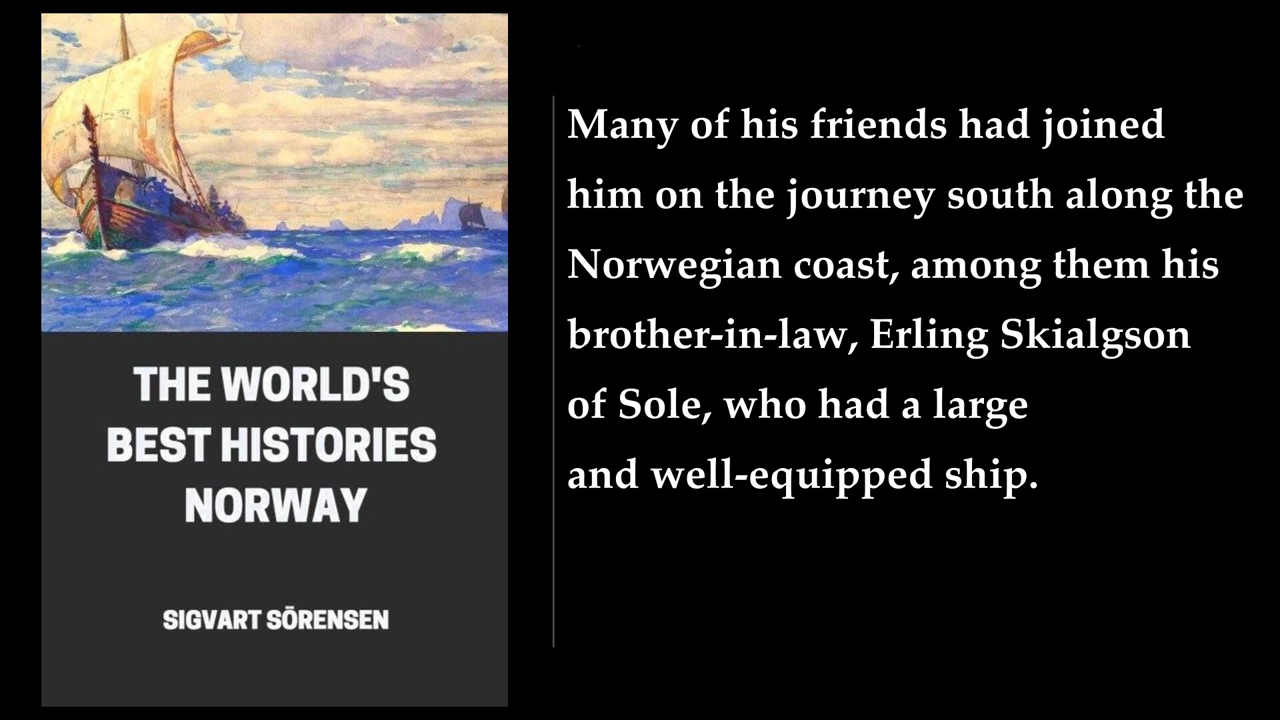 THE WORLD'S
BEST HISTORIES
NORWAY
SIGVART SÖRENSEN
Many of his friends had joined
him on the journey south along the
Norwegian coast, among them his
brother-in-law, Erling Skialgson
of Sole, who had a large
and well-equipped ship.